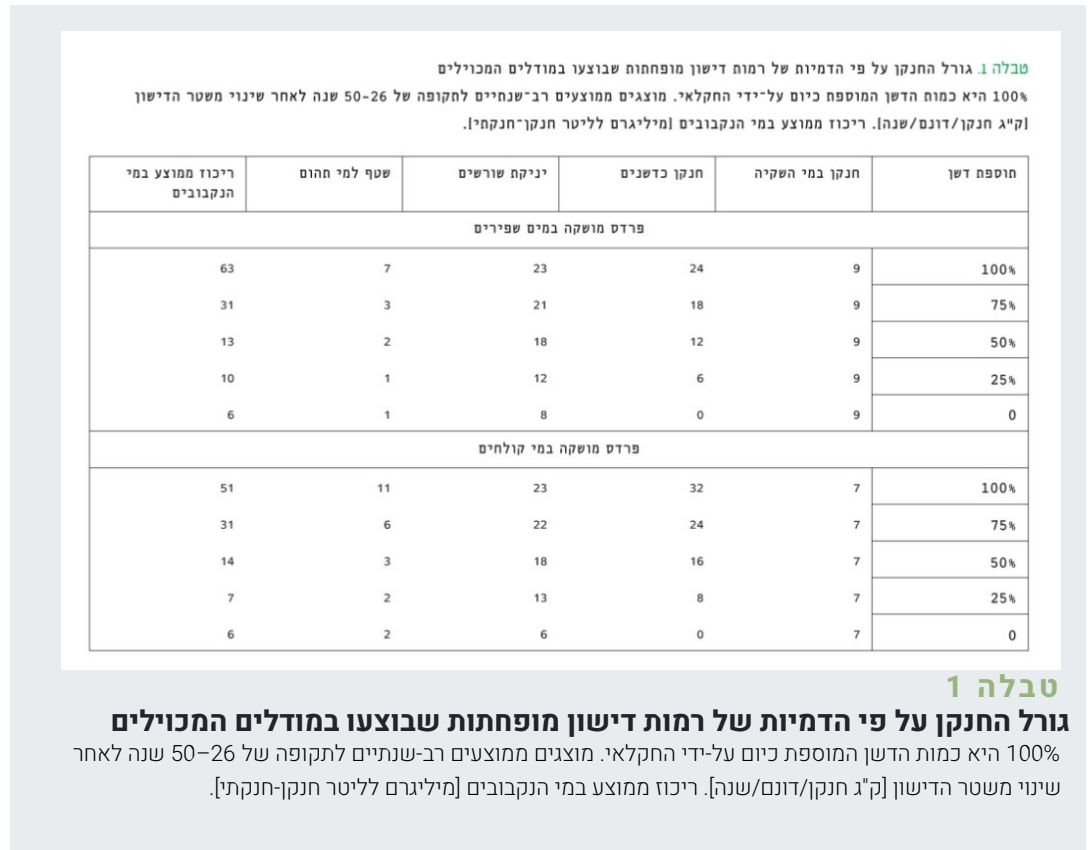 טבלה 1. גורל החנקן על פי הדמיות של רמות דישון מופחתות שבוצעו במודלים המכוילים
100% היא כמות הדשן המוספת כיום על־ידי החקלאי. מוצגים ממוצעים רב־שנתיים לתקופה של 50-26 שנה לאחר שינוי משטר הדישון
[ק"ג חנקן/דונם/שנה]. ריכוז ממוצע במי הנקבובים [מיליגרם לליטר חנקן־חנקתי].
תוספת דשן חנקן במי השקיה חנקן כדשנים יניקת שורשים שטף למי תהום ריכוז ממוצע במי
הנקבובים
פרדס מושקה במים שפירים
100% 9 24 23 7 63
75% 9 18 21 3 31
50% 9 12 18 2 13
25% 9 6 12 1 10
0 9 0 8 1 6
פרדס מושקה במי קולחים
100% 7 32 23 11 51
75% 7 24 22 6 31
50% 7 16 18 3 14
25% 7 8 13 2 7
0 7 0 6 2 6
טבלה 1
גורל החנקן על פי הדמיות של רמות דישון מופחתות שבוצעו במודלים המכוילים
100% היא כמות הדשן המוספת כיום על-ידי החקלאי. מוצגים ממוצעים רב-שנתיים לתקופה של 26–50 שנה לאחר
שינוי משטר הדישון [ק"ג חנקן/דונם/שנה]. ריכוז ממוצע במי הנקבובים [מיליגרם לליטר חנקן-חנקתי].